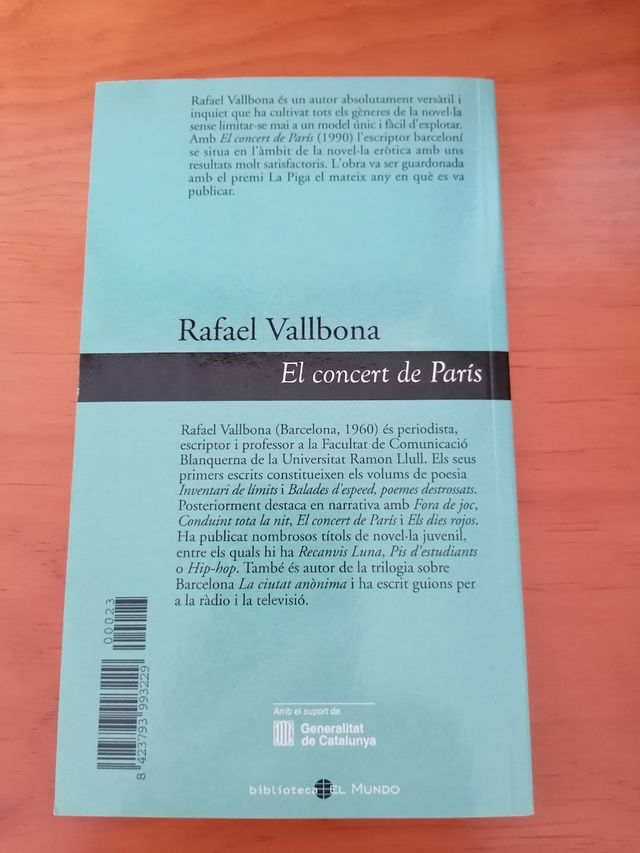 Rafael Vallbona és un autor absolutament versàtil i
inquiet que ha cultivat tots els gèneres de la novel·la
sense limitar-se mai a un model únic i fàcil d'explotar.
Amb El concert de París (1990) l'escriptor barceloní
se situa en l'àmbit de la novel·la eròtica amb uns
resultats molt satisfactoris. L'obra va ser guardonada
amb el premi La Piga el mateix any en què es va
publicar.
Rafael Vallbona
El concert de París
Rafael Vallbona (Barcelona, 1960) és periodista,
escriptor i professor a la Facultat de Comunicació
Blanquerna de la Universitat Ramon Llull. Els seus
primers escrits constitueixen els volums de poesia
Inventari de límits i Balades d'espeed, poemes destrossats.
Posteriorment destaca en narrativa amb Fora de joc,
Conduint tota la nit, El concert de París i Els dies rojos.
Ha publicat nombrosos títols de novel·la juvenil,
entre els quals hi ha Recanvis Luna, Pis d'estudiants
o Hip-hop. També és autor de la trilogia sobre
Barcelona La ciutat anònima i ha escrit guions per
a la ràdio i la televisió.
00023
8 423793 993229
Amb el suport de
Generalitat
de Catalunya
biblioteca EL MUNDO